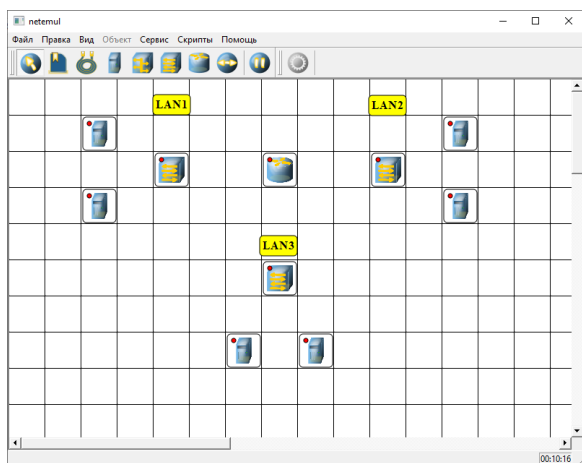 netemul
Файл Правка Вид Объект Сервис Скрипты Помощь
LAN1
LAN2
LAN3
00:10:16